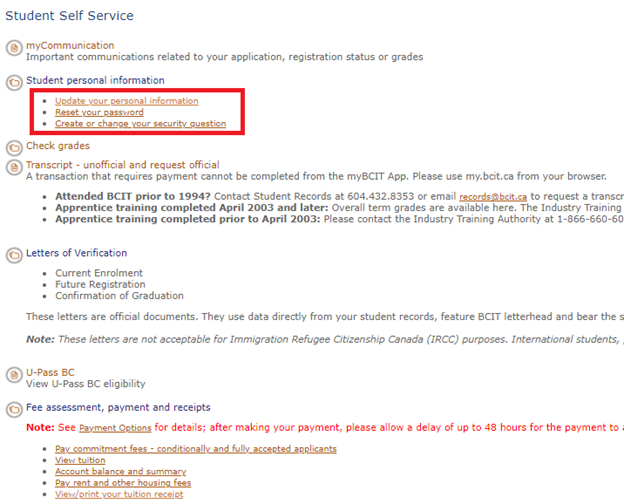 Student Self Service
myCommunication
Important communications related to your application, registration status or grades
Student personal information
Update your personal information
Reset your password
Create or change your security question
Check grades
Transcript - unofficial and request official
A transaction that requires payment cannot be completed from the myBCIT App. Please use my.bcit.ca from your browser.
Attended BCIT prior to 1994? Contact Student Records at 604.432.8353 or email records@bcit.ca to request a transcr
Apprentice training completed April 2003 and later: Overall term grades are available here. The Industry Training
Apprentice training completed prior to April 2003: Please contact the Industry Training Authority at 1-866-660-60
Letters of Verification
Current Enrolment
Future Registration
Confirmation of Graduation
These letters are official documents. They use data directly from your student records, feature BCIT letterhead and bear the s
Note: These letters are not acceptable for Immigration Refugee Citizenship Canada (IRCC) purposes. International students,
U-Pass BC
View U-Pass BC eligibility
Fee assessment, payment and receipts
Note: See Payment Options for details; after making your payment, please allow a delay of up to 48 hours for the payment to a
Pay commitment fees - conditionally and fully accepted applicants
View tuition
Account balance and summary
Pay rent and other housing fees
View/print your tuition receipt